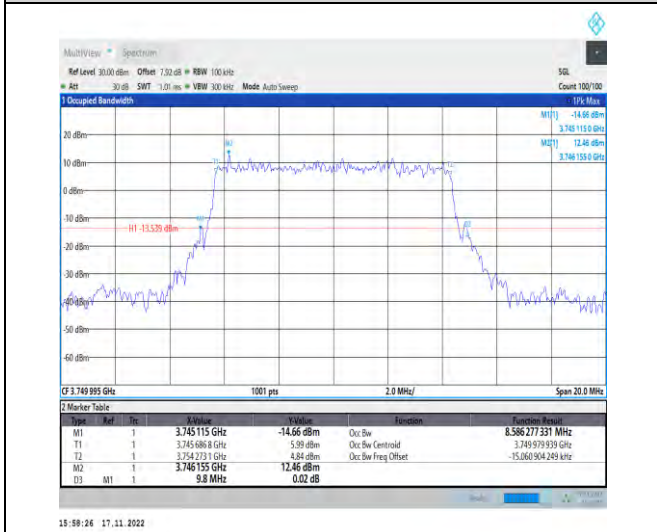 MultiView Spectrum
Ref Level 30.00 dBm Offset 7.92 dB RBW 100 kHz SGL
Att 30 dB SWT 1.01 ms VBW 300 kHz Mode Auto Sweep Count 100/100
1 Occupied Bandwidth 1Pk Max
M1[1] -14.66 dBm
3.745 115 0 GHz
M2[1] 12.46 dBm
3.746 155 0 GHz
20 dBm
M2
10 dBm
0 dBm
-10 dBm
H1 -13.539 dBm
-20 dBm
-30 dBm
-40 dBm
-50 dBm
-60 dBm
CF 3.749 995 GHz 1001 pts 2.0 MHz/ Span 20.0 MHz
2 Marker Table
Type Ref Trc X-Value Y-Value Function Function Result
M1 1 3.745 115 GHz -14.66 dBm Occ Bw 8.586 277 331 MHz
T1 1 3.745 686 8 GHz 5.99 dBm Occ Bw Centroid 3.749 979 939 GHz
T2 1 3.754 273 1 GHz 4.84 dBm Occ Bw Freq Offset -15.060 904 249 kHz
M2 1 3.746 155 GHz 12.46 dBm
D3 M1 1 9.8 MHz 0.02 dB
15:58:26 17.11.2022